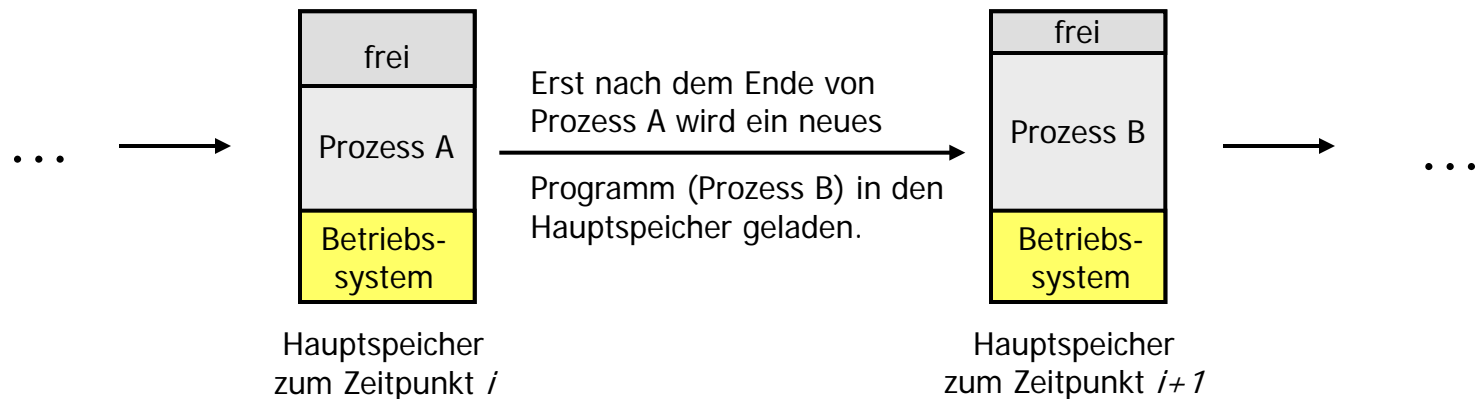 ...
frei
Prozess A
Betriebs-
system
Hauptspeicher
zum Zeitpunkt i
Erst nach dem Ende von
Prozess A wird ein neues
Programm (Prozess B) in den
Hauptspeicher geladen.
frei
Prozess B
Betriebs-
system
Hauptspeicher
zum Zeitpunkt i+1
...